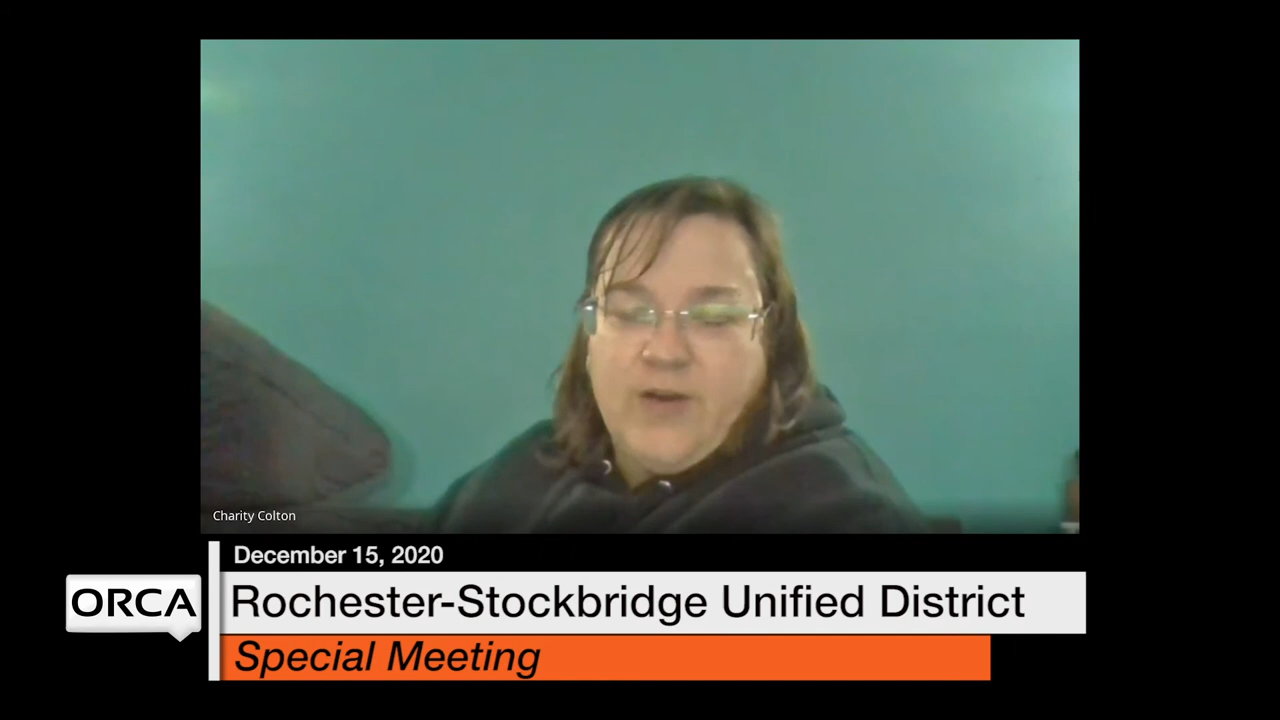 Charity Colton
December 15, 2020
ORCA
Rochester-Stockbridge Unified District
Special Meeting